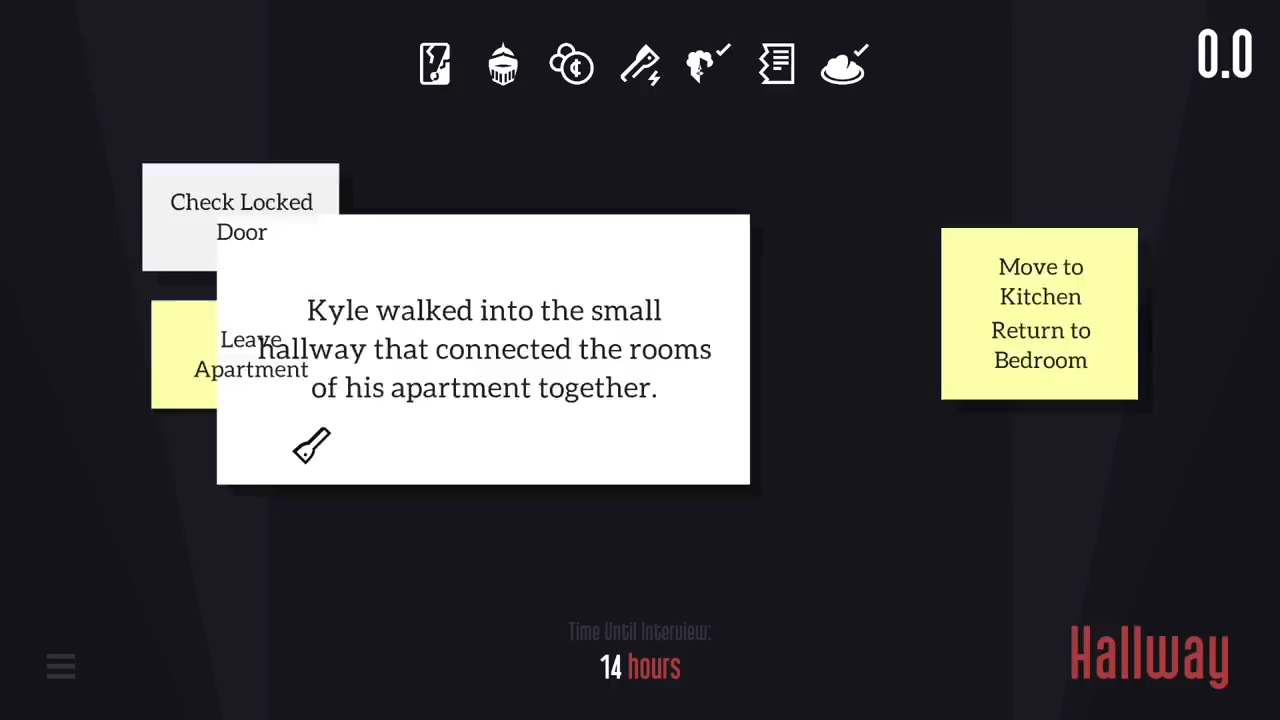 0.0
Check Locked
Door
Leave
Apartment
Kyle walked into the small
hallway that connected the rooms
of his apartment together.
Move to
Kitchen
Return to
Bedroom
Time Until Interview:
14 hours
Hallway